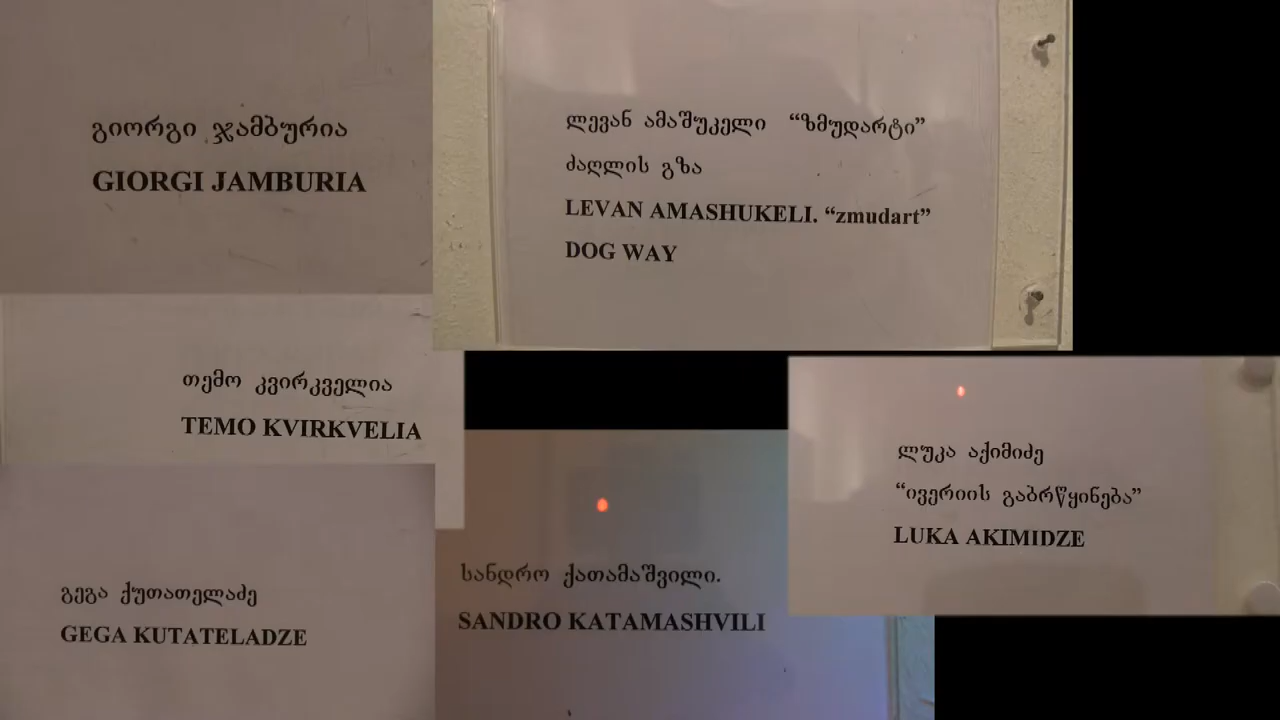 გიორგი ჯამბურია
GIORGI JAMBURIA
ლევან ამაშუკელი “ზმუდარტი”
ძაღლის გზა
LEVAN AMASHUKELI. “zmudart”
DOG WAY
თემო კვირკველია
TEMO KVIRKVELIA
ლუკა აქიმიძე
“ივერიის გაბრწყინება”
LUKA AKIMIDZE
გეგა ქუთათელაძე
GEGA KUTATELADZE
სანდრო ქათამაშვილი.
SANDRO KATAMASHVILI